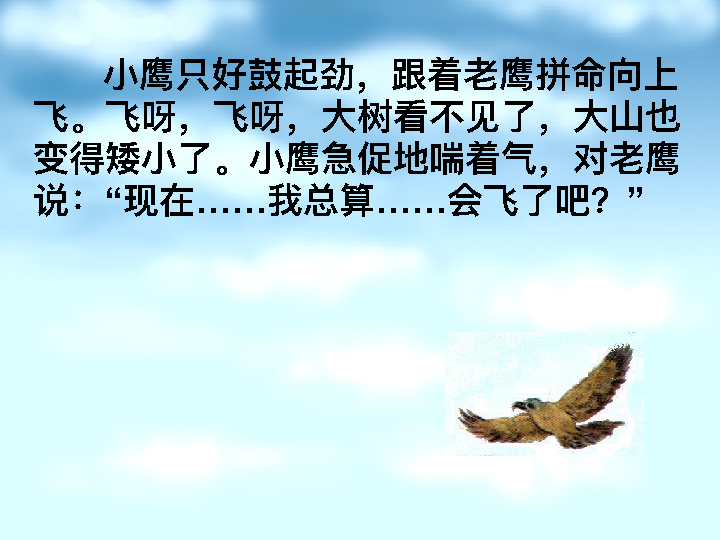 小鹰只好鼓起劲，跟着老鹰拼命向上
飞。飞呀，飞呀，大树看不见了，大山也
变得矮小了。小鹰急促地喘着气，对老鹰
说：“现在……我总算……会飞了吧？”